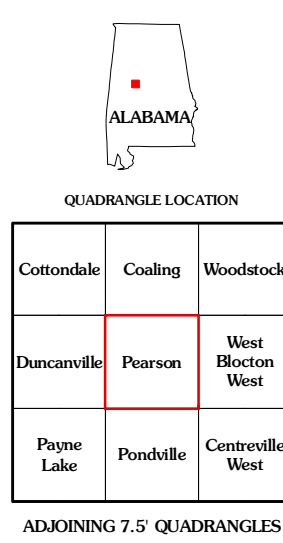 ALABAMA
QUADRANGLE LOCATION
Cottondale Coaling Woodstock
Duncanville Pearson West Blocton West
Payne Lake Pondville Centreville West
ADJOINING 7.5' QUADRANGLES